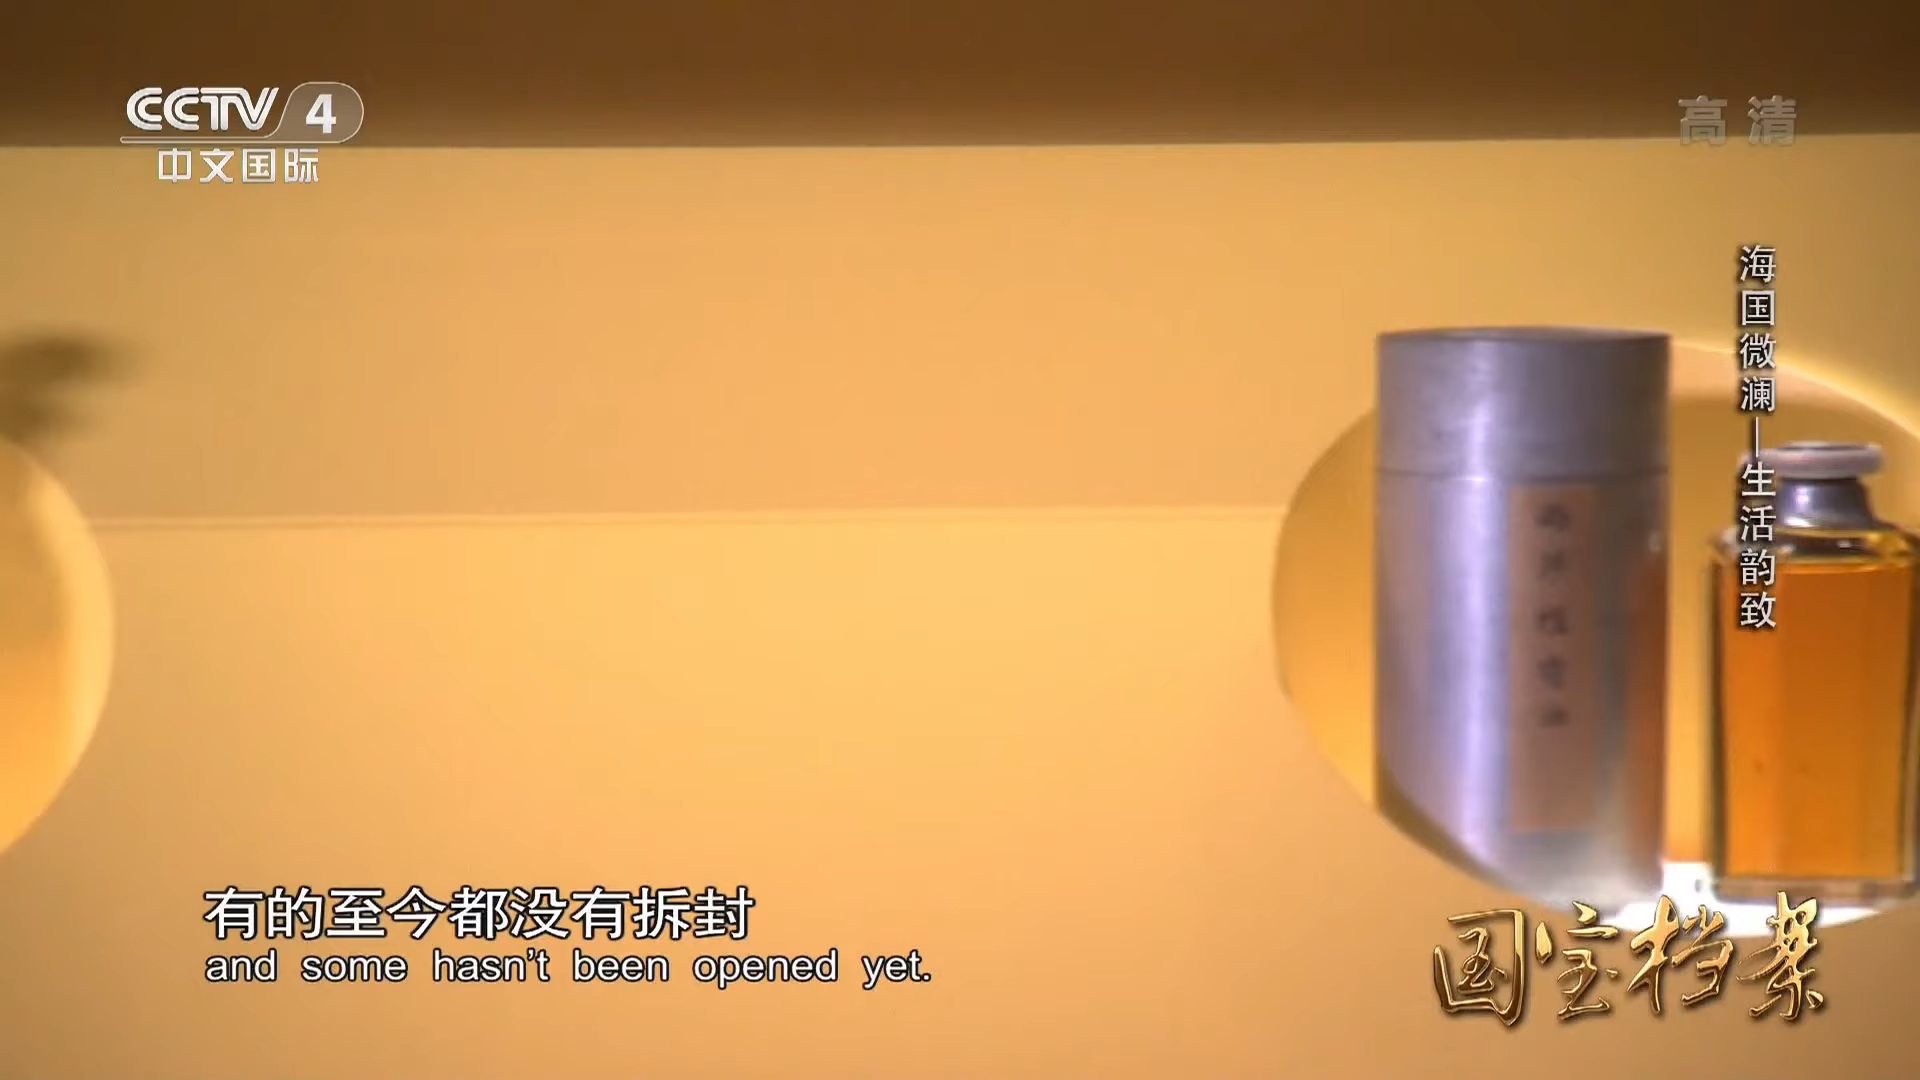 CCTV 4
中文国际
高清
海国微澜—生活韵致
有的至今都没有拆封
and some hasn't been opened yet.
国宝档案